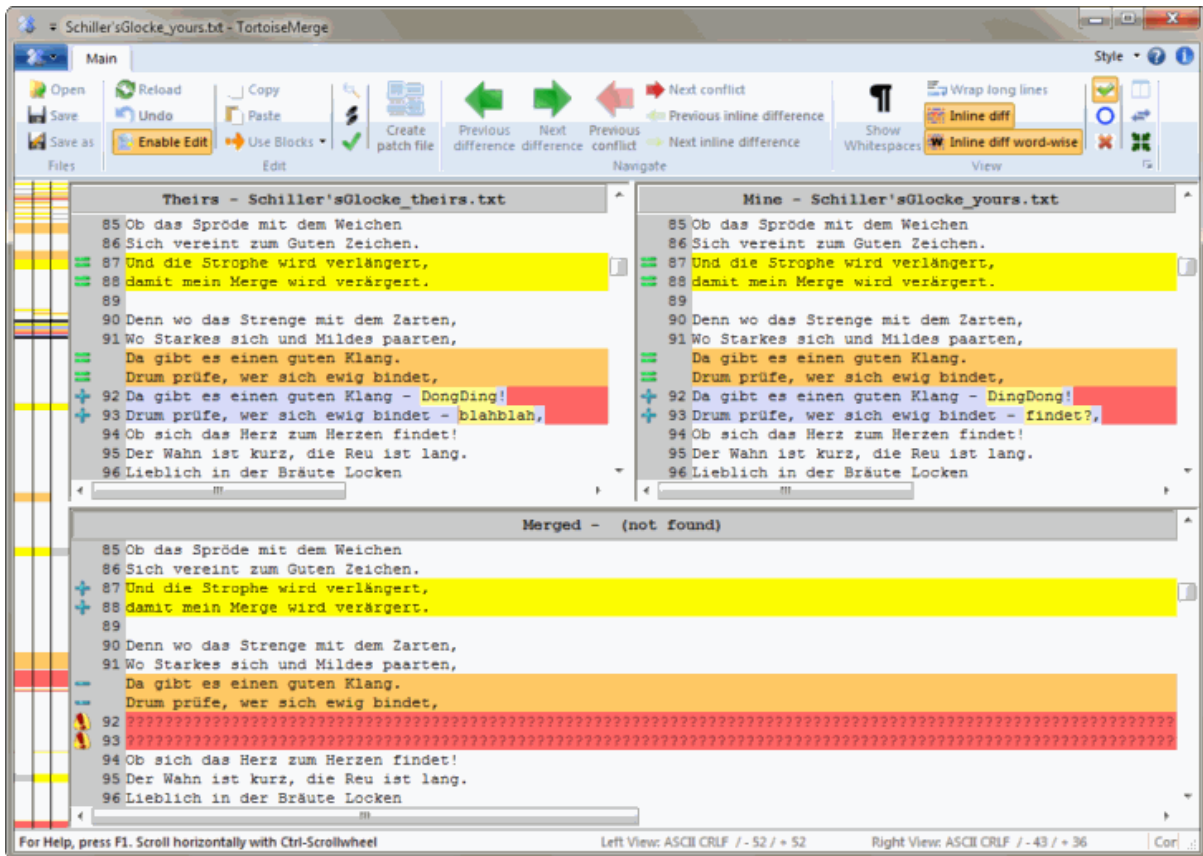 Schiller'sGlocke_yours.txt - TortoiseMerge
Main
Style
Open
Save
Save as
Files
Reload
Undo
Enable Edit
Copy
Paste
Use Blocks
Edit
Create patch file
Previous difference
Next difference
Previous conflict
Next conflict
Previous inline difference
Next inline difference
Navigate
Show Whitespaces
Wrap long lines
Inline diff
Inline diff word-wise
View
Theirs - Schiller'sGlocke_theirs.txt
85 Ob das Spröde mit dem Weichen
86 Sich vereint zum Guten Zeichen.
87 Und die Strophe wird verlängert,
88 damit mein Merge wird verärgert.
89
90 Denn wo das Strenge mit dem Zarten,
91 Wo Starkes sich und Mildes paarten,
Da gibt es einen guten Klang.
Drum prüfe, wer sich ewig bindet,
92 Da gibt es einen guten Klang - DongDing!
93 Drum prüfe, wer sich ewig bindet - blahblah,
94 Ob sich das Herz zum Herzen findet!
95 Der Wahn ist kurz, die Reu ist lang.
96 Lieblich in der Bräute Locken
Mine - Schiller'sGlocke_yours.txt
85 Ob das Spröde mit dem Weichen
86 Sich vereint zum Guten Zeichen.
87 Und die Strophe wird verlängert,
88 damit mein Merge wird verärgert.
89
90 Denn wo das Strenge mit dem Zarten,
91 Wo Starkes sich und Mildes paarten,
Da gibt es einen guten Klang.
Drum prüfe, wer sich ewig bindet,
92 Da gibt es einen guten Klang - DingDong!
93 Drum prüfe, wer sich ewig bindet - findet?,
94 Ob sich das Herz zum Herzen findet!
95 Der Wahn ist kurz, die Reu ist lang.
96 Lieblich in der Bräute Locken
Merged - (not found)
85 Ob das Spröde mit dem Weichen
86 Sich vereint zum Guten Zeichen.
87 Und die Strophe wird verlängert,
88 damit mein Merge wird verärgert.
89
90 Denn wo das Strenge mit dem Zarten,
91 Wo Starkes sich und Mildes paarten,
Da gibt es einen guten Klang.
Drum prüfe, wer sich ewig bindet,
92 ??????????????????????????????????????????????????????????????????????????????????????????????????????????????
93 ??????????????????????????????????????????????????????????????????????????????????????????????????????????????
94 Ob sich das Herz zum Herzen findet!
95 Der Wahn ist kurz, die Reu ist lang.
96 Lieblich in der Bräute Locken
For Help, press F1. Scroll horizontally with Ctrl-Scrollwheel
Left View: ASCII CRLF / - 52 / + 52
Right View: ASCII CRLF / - 43 / + 36